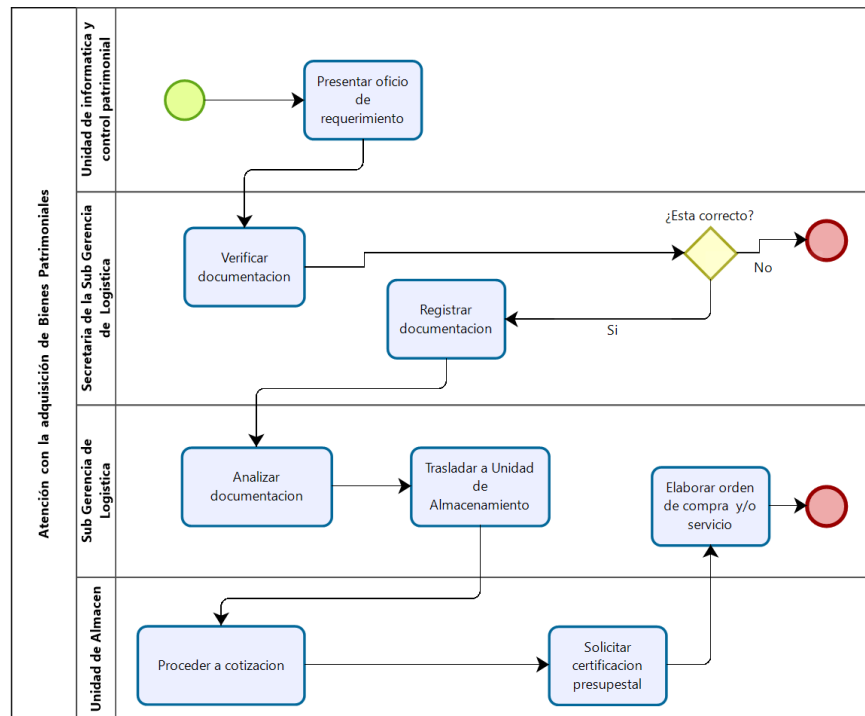 Atención con la adquisición de Bienes Patrimoniales
Unidad de informatica y
control patrimonial
Presentar oficio
de
requerimiento
Secretaria de la Sub Gerencia
de Logistica
Verificar
documentacion
¿Esta correcto?
No
Si
Registrar
documentacion
Sub Gerencia de
Logistica
Analizar
documentacion
Trasladar a Unidad
de
Almacenamiento
Elaborar orden
de compra y/o
servicio
Unidad de Almacen
Proceder a cotizacion
Solicitar
certificacion
presupestal